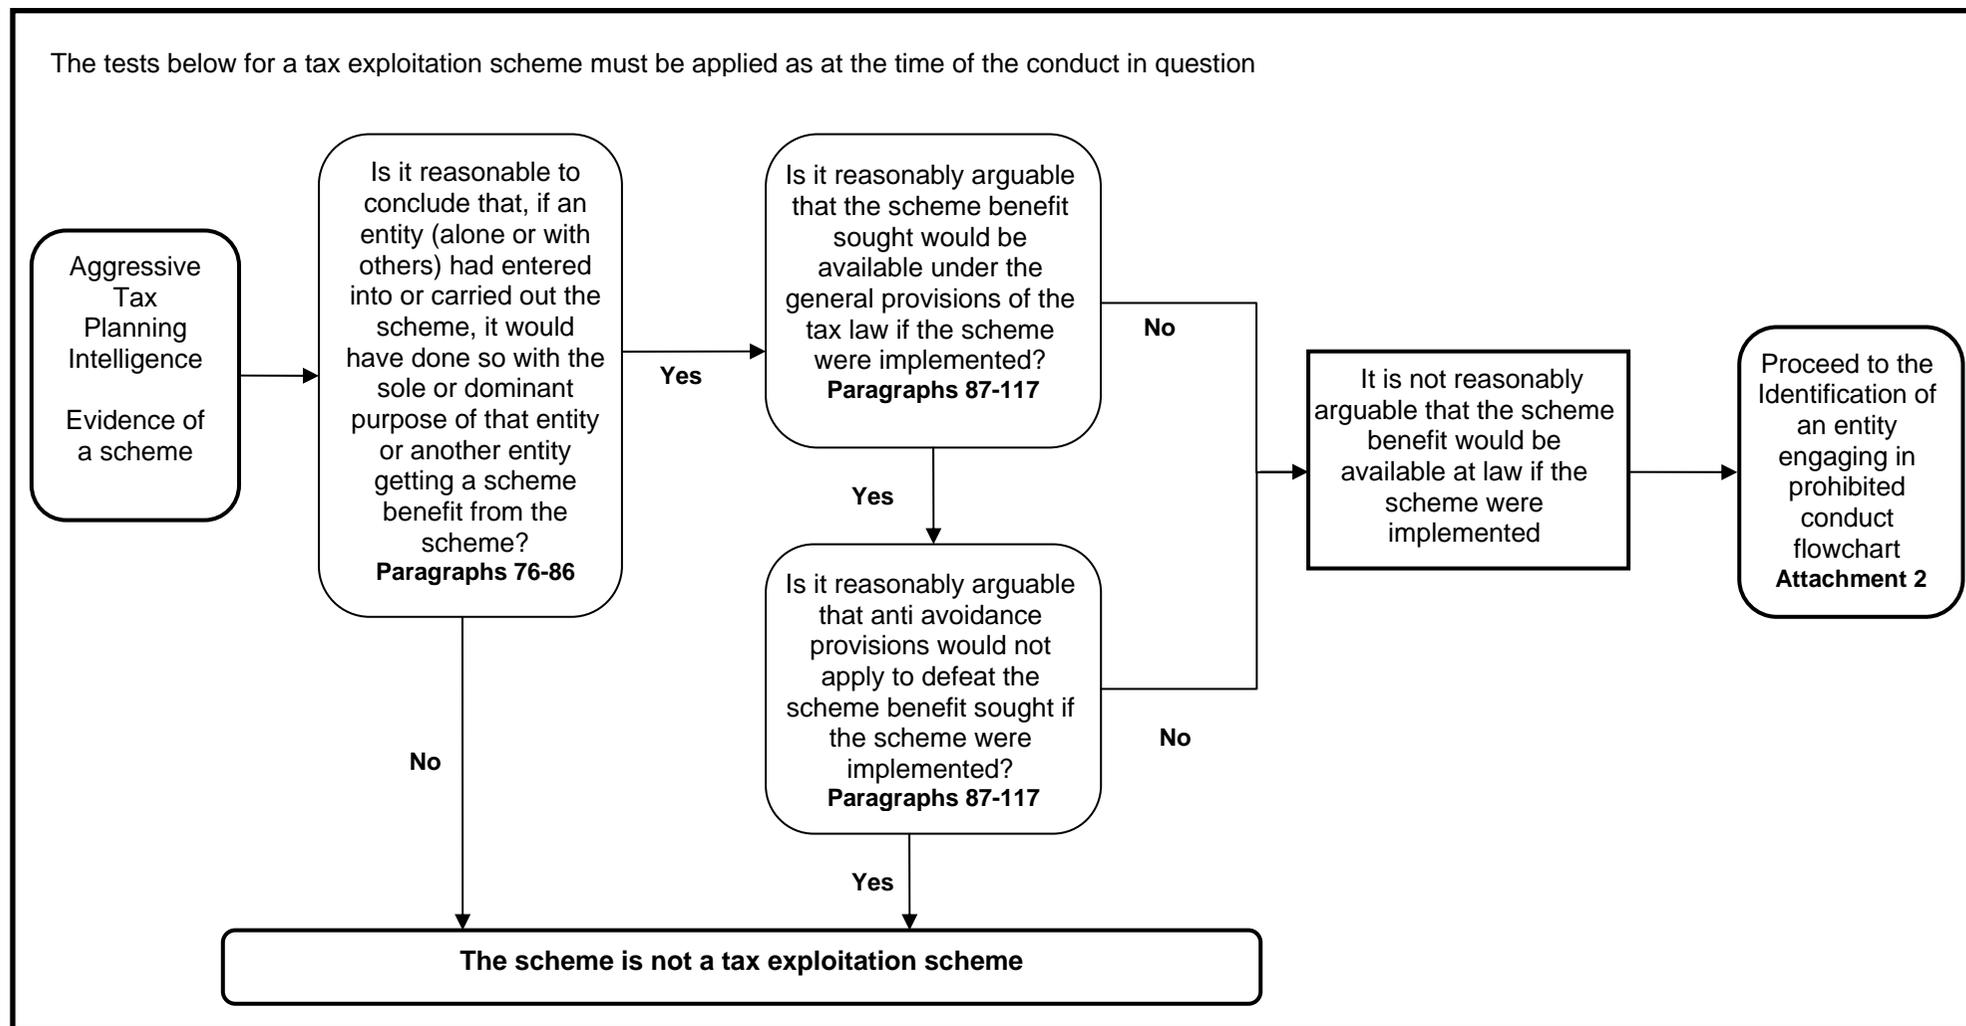 The tests below for a tax exploitation scheme must be applied as at the time of the conduct in question
Aggressive
Tax
Planning
Intelligence
Evidence of
a scheme
Is it reasonable to
conclude that, if an
entity (alone or with
others) had entered
into or carried out the
scheme, it would
have done so with the
sole or dominant
purpose of that entity
or another entity
getting a scheme
benefit from the
scheme?
Paragraphs 76-86
Yes
No
Is it reasonably arguable
that the scheme benefit
sought would be
available under the
general provisions of the
tax law if the scheme
were implemented?
Paragraphs 87-117
No
Yes
Is it reasonably arguable
that anti avoidance
provisions would not
apply to defeat the
scheme benefit sought if
the scheme were
implemented?
Paragraphs 87-117
No
Yes
It is not reasonably
arguable that the scheme
benefit would be
available at law if the
scheme were
implemented
Proceed to the
Identification of
an entity
engaging in
prohibited
conduct
flowchart
Attachment 2
The scheme is not a tax exploitation scheme